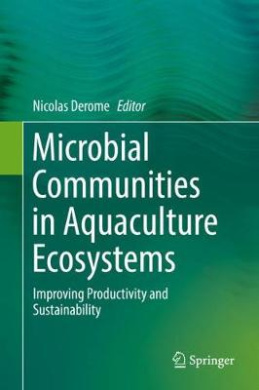 Nicolas Derome Editor
Microbial
Communities
in Aquaculture
Ecosystems
Improving Productivity and
Sustainability
Springer